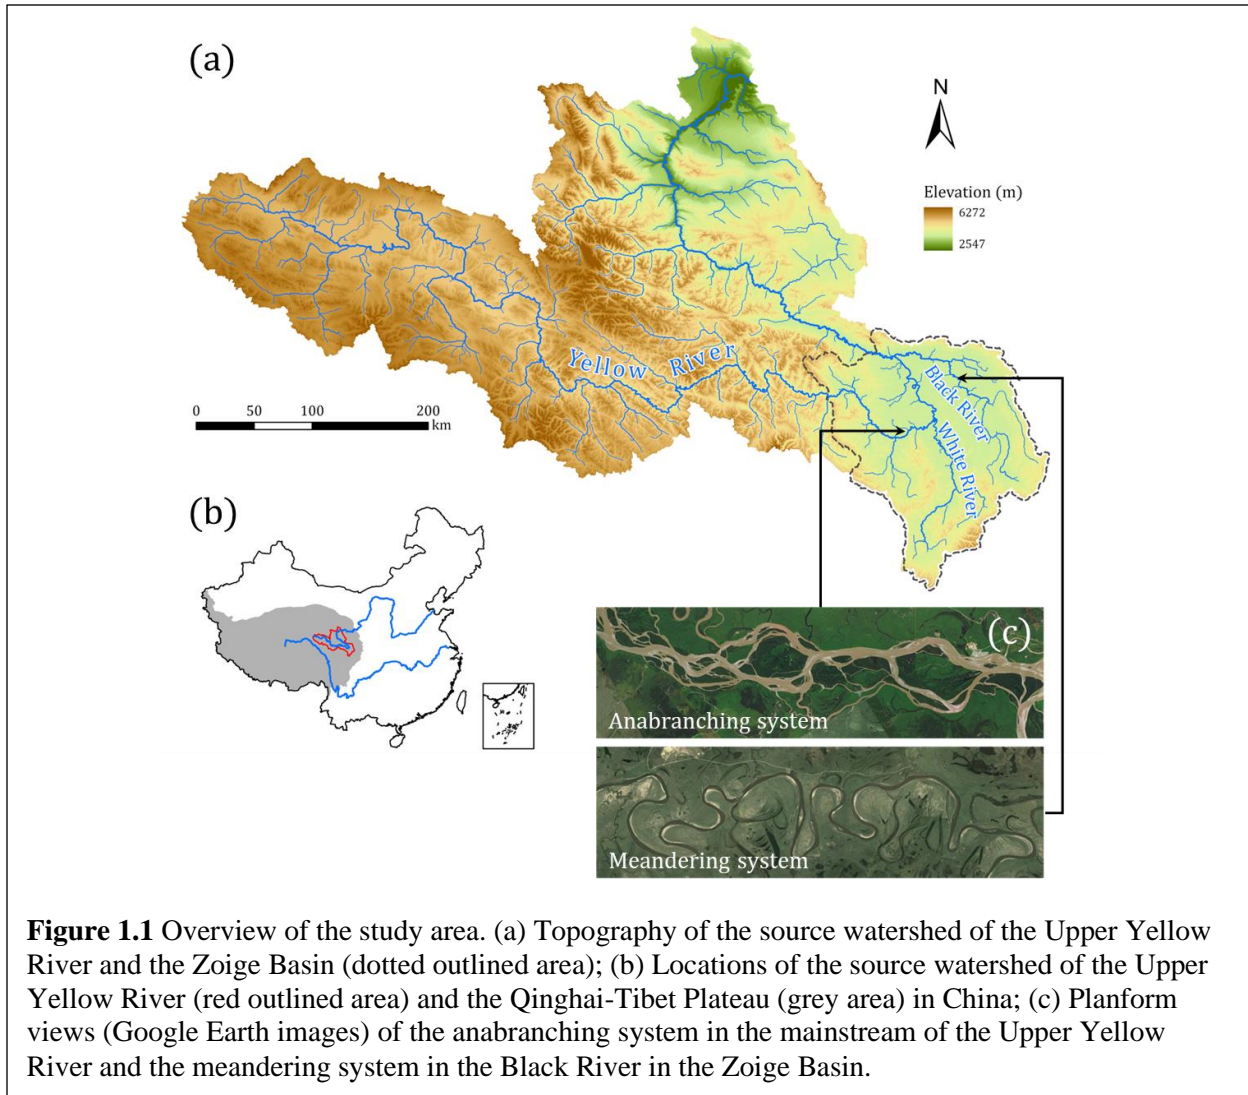 (a)
N
Elevation (m)
6272
2547
Yellow River
Black River
White River
0 50 100 200
km
(b)
(c)
Anabranching system
Meandering system
Figure 1.1 Overview of the study area. (a) Topography of the source watershed of the Upper Yellow
River and the Zoige Basin (dotted outlined area); (b) Locations of the source watershed of the Upper
Yellow River (red outlined area) and the Qinghai-Tibet Plateau (grey area) in China; (c) Planform
views (Google Earth images) of the anabranching system in the mainstream of the Upper Yellow
River and the meandering system in the Black River in the Zoige Basin.